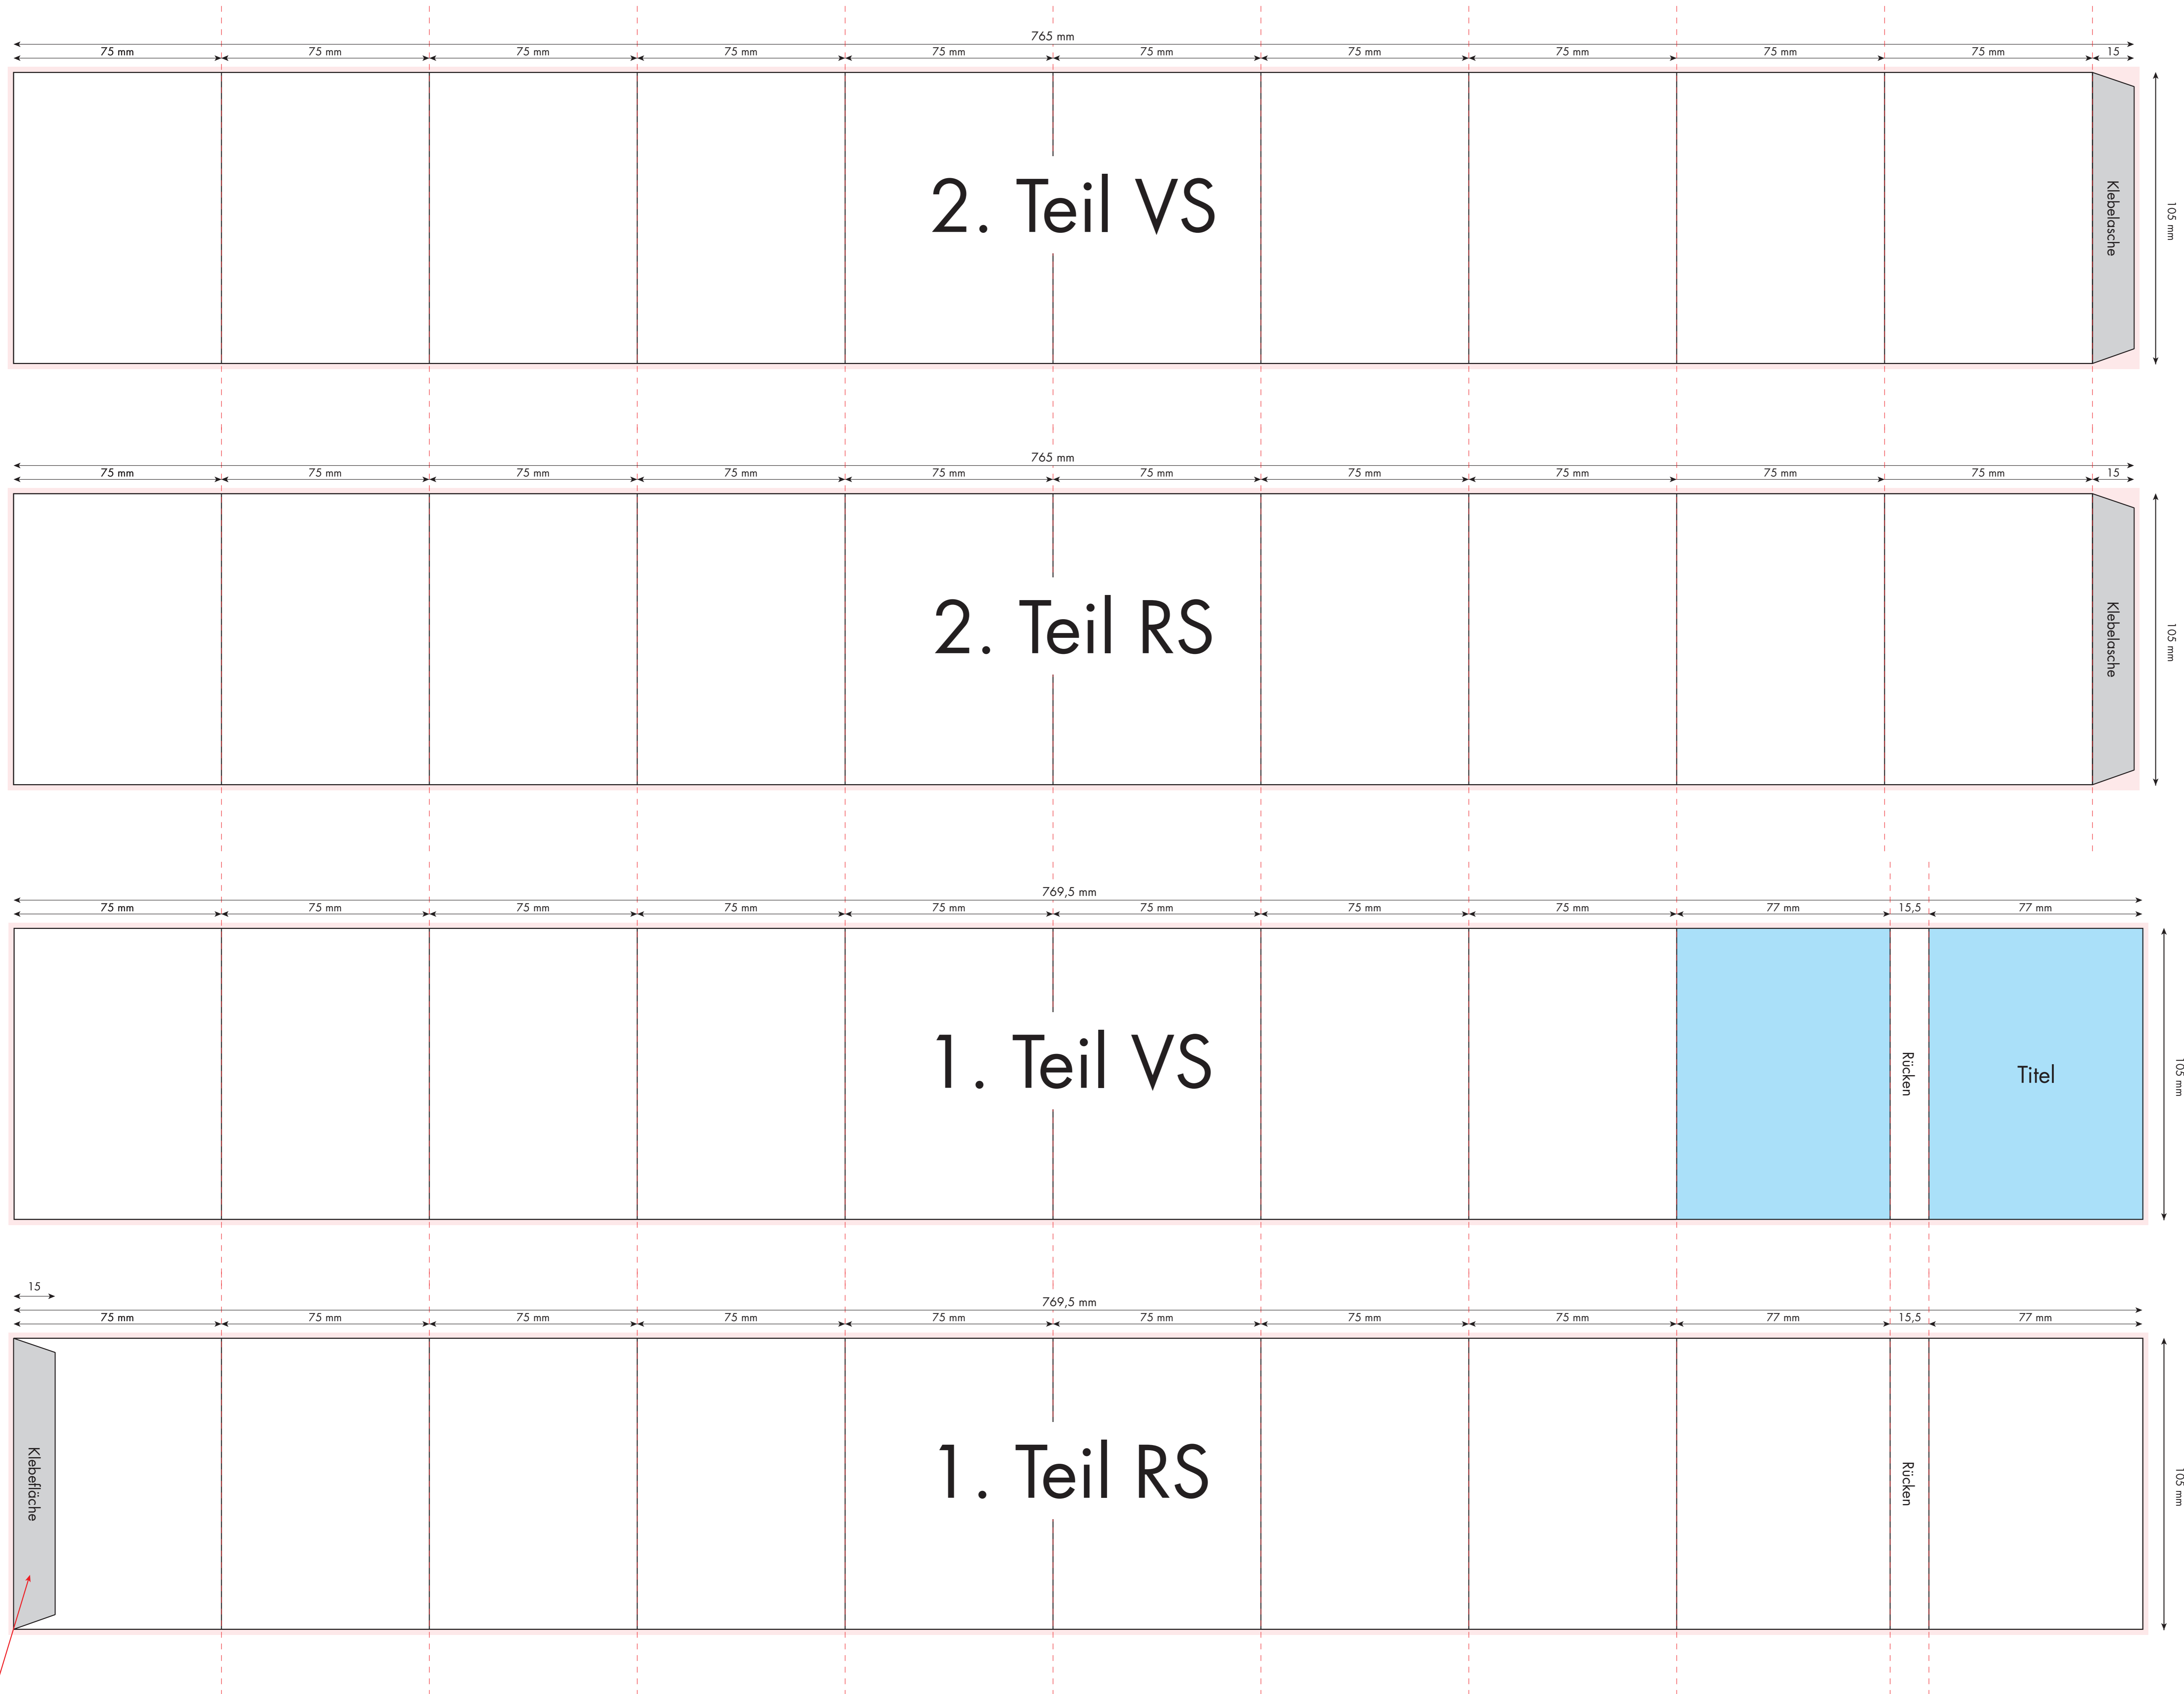 765 mm
75 mm 75 mm 75 mm 75 mm 75 mm 75 mm 75 mm 75 mm 75 mm 75 mm 15
2. Teil VS
Klebelasche
105 mm
765 mm
75 mm 75 mm 75 mm 75 mm 75 mm 75 mm 75 mm 75 mm 75 mm 75 mm 15
2. Teil RS
Klebelasche
105 mm
769,5 mm
75 mm 75 mm 75 mm 75 mm 75 mm 75 mm 75 mm 75 mm 77 mm 15,5 77 mm
1. Teil VS
Rücken
Titel
105 mm
15
769,5 mm
75 mm 75 mm 75 mm 75 mm 75 mm 75 mm 75 mm 75 mm 77 mm 15,5 77 mm
Klebefläche
1. Teil RS
Rücken
105 mm